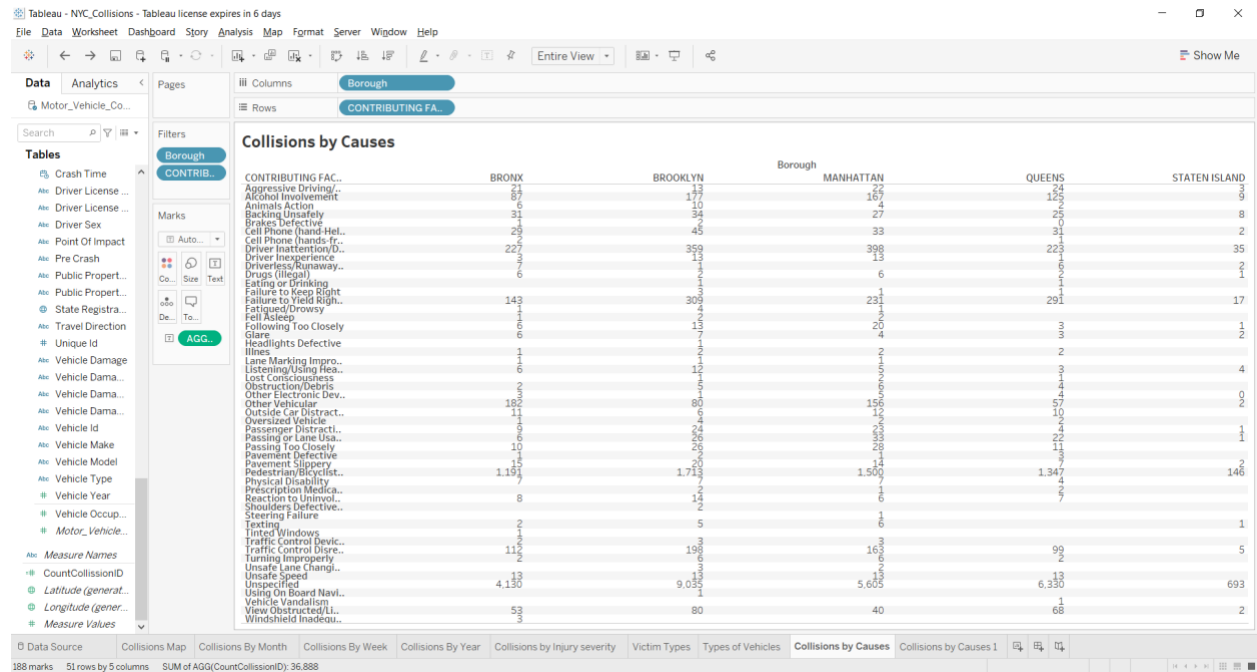 Tableau - NYC_Collisions - Tableau license expires in 6 days
File Data Worksheet Dashboard Story Analysis Map Format Server Window Help
Entire View
Show Me
Data Analytics
Motor_Vehicle_Co...
Search
Tables
Crash Time
Abc Driver License ...
Abc Driver License ...
Abc Driver Sex
Abc Point Of Impact
Abc Pre Crash
Abc Public Propert...
Abc Public Propert...
State Registra...
Abc Travel Direction
# Unique Id
Abc Vehicle Damage
Abc Vehicle Dama...
Abc Vehicle Dama...
Abc Vehicle Dama...
Abc Vehicle Id
Abc Vehicle Make
Abc Vehicle Model
Abc Vehicle Type
# Vehicle Year
# Vehicle Occup...
# Motor_Vehicle...
Abc Measure Names
=# CountCollissionID
Latitude (generat...
Longitude (gener...
# Measure Values
Pages
Filters
Borough
CONTRIB..
Marks
Auto...
Co... Size Text
De... To...
AGG..
Columns
Borough
Rows
CONTRIBUTING FA..
Collisions by Causes
Borough
CONTRIBUTING FAC.. BRONX BROOKLYN MANHATTAN QUEENS STATEN ISLAND
Aggressive Driving/.. 21 13 22 24 3
Alcohol Involvement 87 177 167 125 9
Animals Action 6 10 4 2
Backing Unsafely 31 34 27 25 8
Brakes Defective 1 2 0
Cell Phone (hand-Hel.. 29 45 33 31 2
Cell Phone (hands-fr.. 2 1
Driver Inattention/D.. 227 359 398 223 35
Driver Inexperience 3 13 13 1
Driverless/Runaway.. 7 1 6 2
Drugs (illegal) 6 2 6 2 1
Eating or Drinking 1 1
Failure to Keep Right 3 1 1
Failure to Yield Righ.. 143 309 231 291 17
Fatigued/Drowsy 1 4 1
Fell Asleep 1 2 2
Following Too Closely 6 13 20 3 1
Glare 6 7 4 3 2
Headlights Defective 1
Illnes 1 2 2 2
Lane Marking Impro.. 1 1 1
Listening/Using Hea.. 6 12 5 3 4
Lost Consciousness 1 2 1
Obstruction/Debris 2 5 6 4
Other Electronic Dev.. 3 1 5 4 0
Other Vehicular 182 80 156 57 2
Outside Car Distract.. 11 6 12 10
Oversized Vehicle 1 4 2 2
Passenger Distracti.. 9 24 23 4 1
Passing or Lane Usa.. 6 26 33 22 1
Passing Too Closely 10 26 28 11
Pavement Defective 1 2 1 3
Pavement Slippery 15 20 14 7 2
Pedestrian/Bicyclist.. 1.191 1.713 1.500 1.347 146
Physical Disability 7 7 7 4
Prescription Medica.. 2 1 2
Reaction to Uninvol.. 8 14 6 7
Shoulders Defective.. 2
Steering Failure 1
Texting 2 5 6 1
Tinted Windows 1
Traffic Control Devic.. 2 3 3
Traffic Control Disre.. 112 198 163 99 5
Turning Improperly 2 6 6 2
Unsafe Lane Changi.. 3 2
Unsafe Speed 13 13 13 13
Unspecified 4,130 9,035 5,605 6,330 693
Using On Board Navi.. 1
Vehicle Vandalism 1
View Obstructed/Li.. 53 80 40 68 2
Windshield Inadequ.. 3
Data Source Collisions Map Collisions By Month Collisions By Week Collisions By Year Collisions by Injury severity Victim Types Types of Vehicles Collisions by Causes Collisions by Causes 1
188 marks 51 rows by 5 columns SUM of AGG(CountCollissionID): 36.888